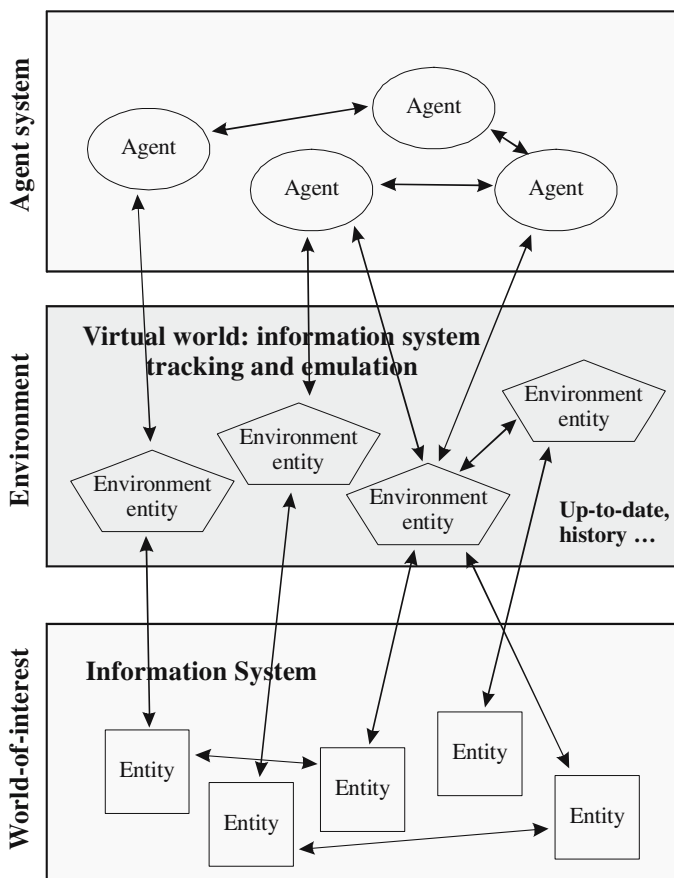 Agent system
Agent
Agent
Agent
Agent
Environment
Virtual world: information system
tracking and emulation
Environment
entity
Environment
entity
Environment
entity
Environment
entity
Up-to-date,
history …
World-of-interest
Information System
Entity
Entity
Entity
Entity
Entity